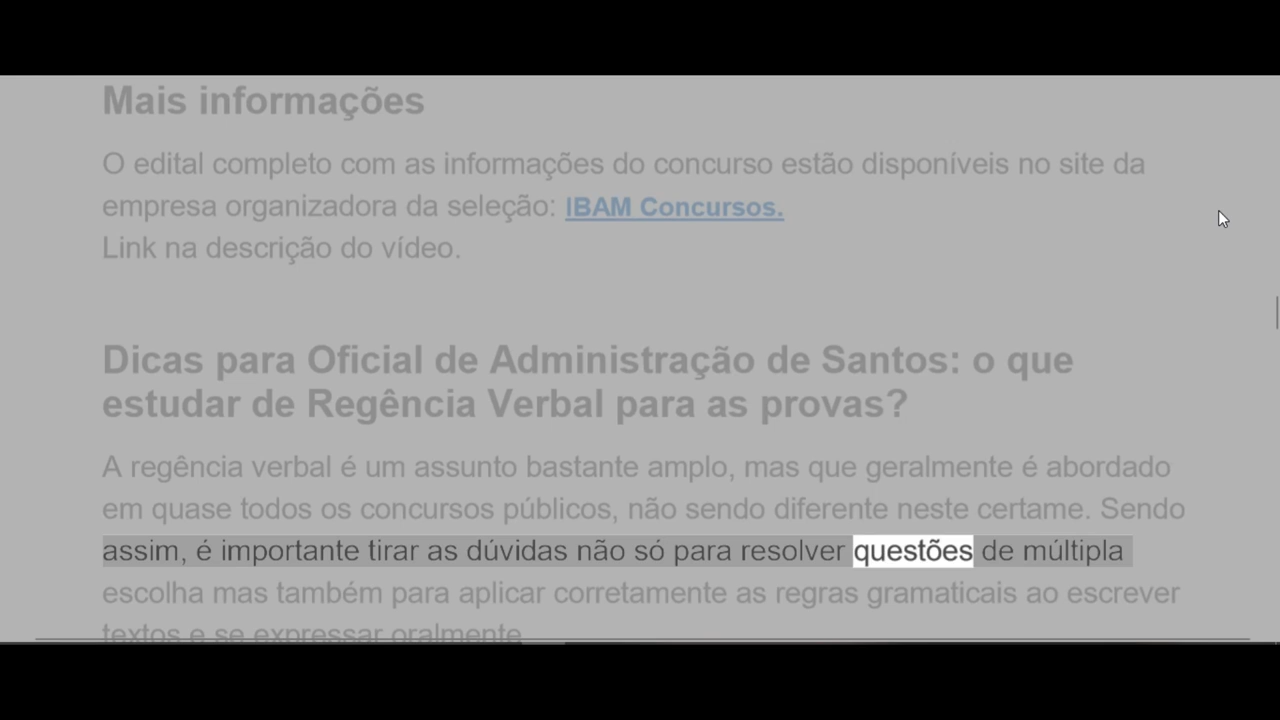 Mais informações
O edital completo com as informações do concurso estão disponíveis no site da
empresa organizadora da seleção: IBAM Concursos.
Link na descrição do vídeo.
Dicas para Oficial de Administração de Santos: o que
estudar de Regência Verbal para as provas?
A regência verbal é um assunto bastante amplo, mas que geralmente é abordado
em quase todos os concursos públicos, não sendo diferente neste certame. Sendo
assim, é importante tirar as dúvidas não só para resolver questões de múltipla
escolha mas também para aplicar corretamente as regras gramaticais ao escrever
textos e se expressar oralmente